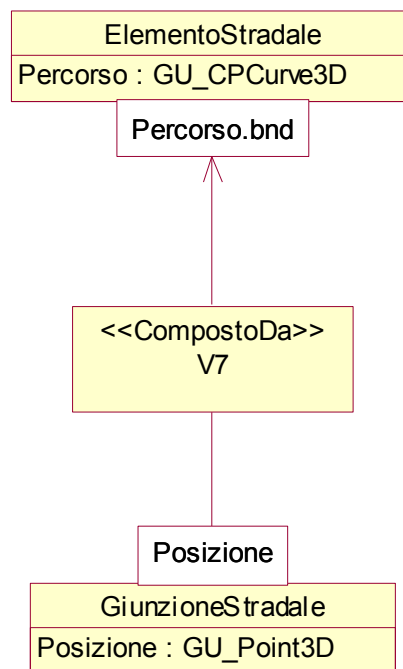 ElementoStradale
Percorso : GU_CPCurve3D
Percorso.bnd
<<CompostoDa>>
V7
Posizione
GiunzioneStradale
Posizione : GU_Point3D